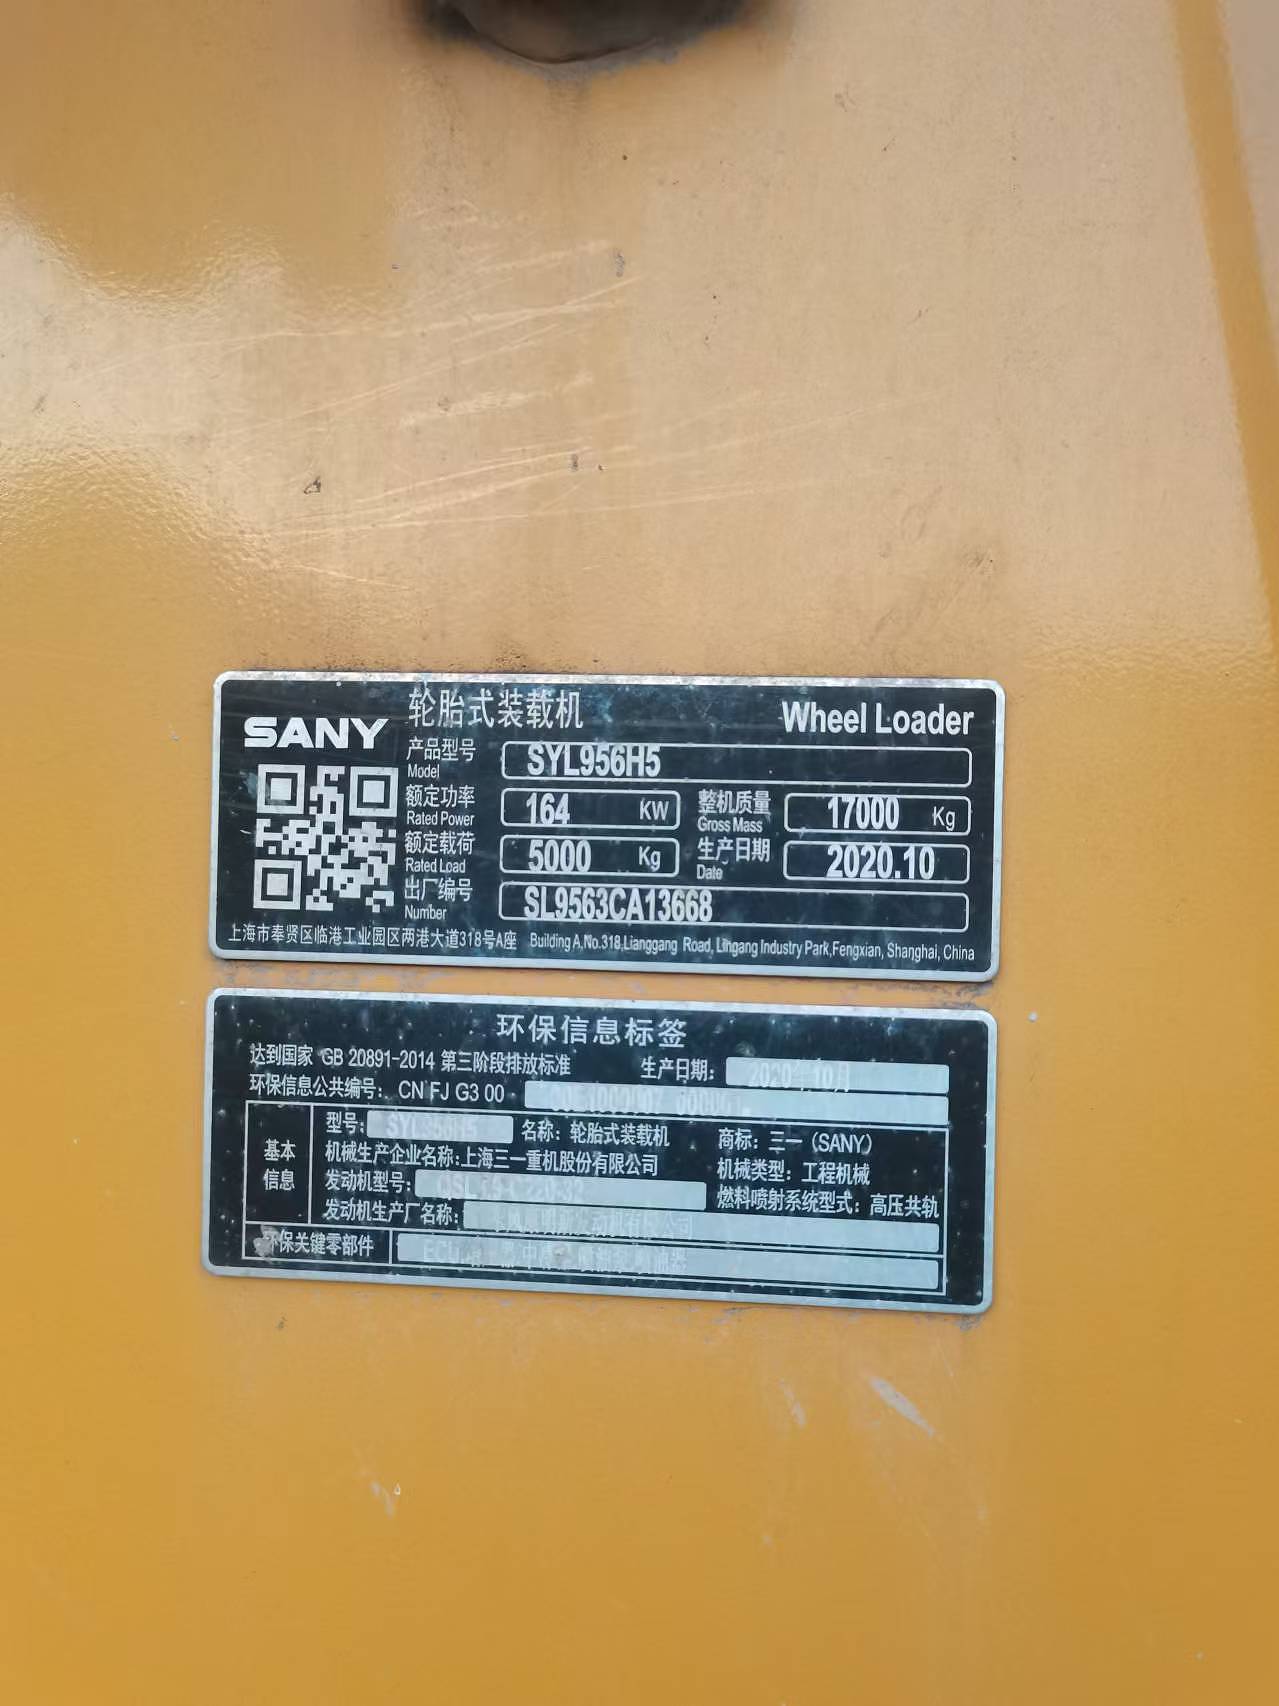 SANY 轮胎式装载机 Wheel Loader
产品型号 Model SYL956H5
额定功率 Rated Power 164 KW 整机质量 Gross Mass 17000 Kg
额定载荷 Rated Load 5000 Kg 生产日期 Date 2020.10
出厂编号 Number SL9563CA13668
上海市奉贤区临港工业园区两港大道318号A座 Building A,No.318,Lianggang Road, Lingang Industry Park,Fengxian, Shanghai, China
环保信息标签
达到国家 GB 20891-2014 第三阶段排放标准 生产日期: 2020年10月
环保信息公共编号: CN FJ G3 00
基本信息
型号: SYL956H5 名称: 轮胎式装载机 商标: 三一 (SANY)
机械生产企业名称:上海三一重机股份有限公司 机械类型: 工程机械
发动机型号: 燃料喷射系统型式: 高压共轨
发动机生产厂名称:
环保关键零部件 ECU